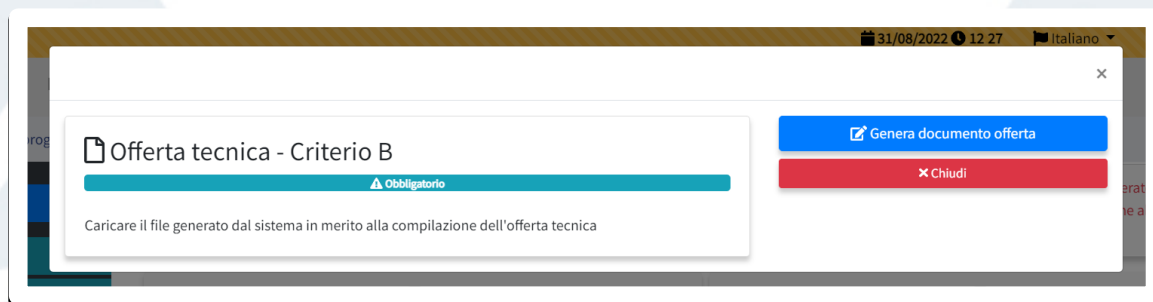 31/08/2022 12 27 Italiano
×
Offerta tecnica - Criterio B
Obbligatorio
Caricare il file generato dal sistema in merito alla compilazione dell'offerta tecnica
Genera documento offerta
Chiudi